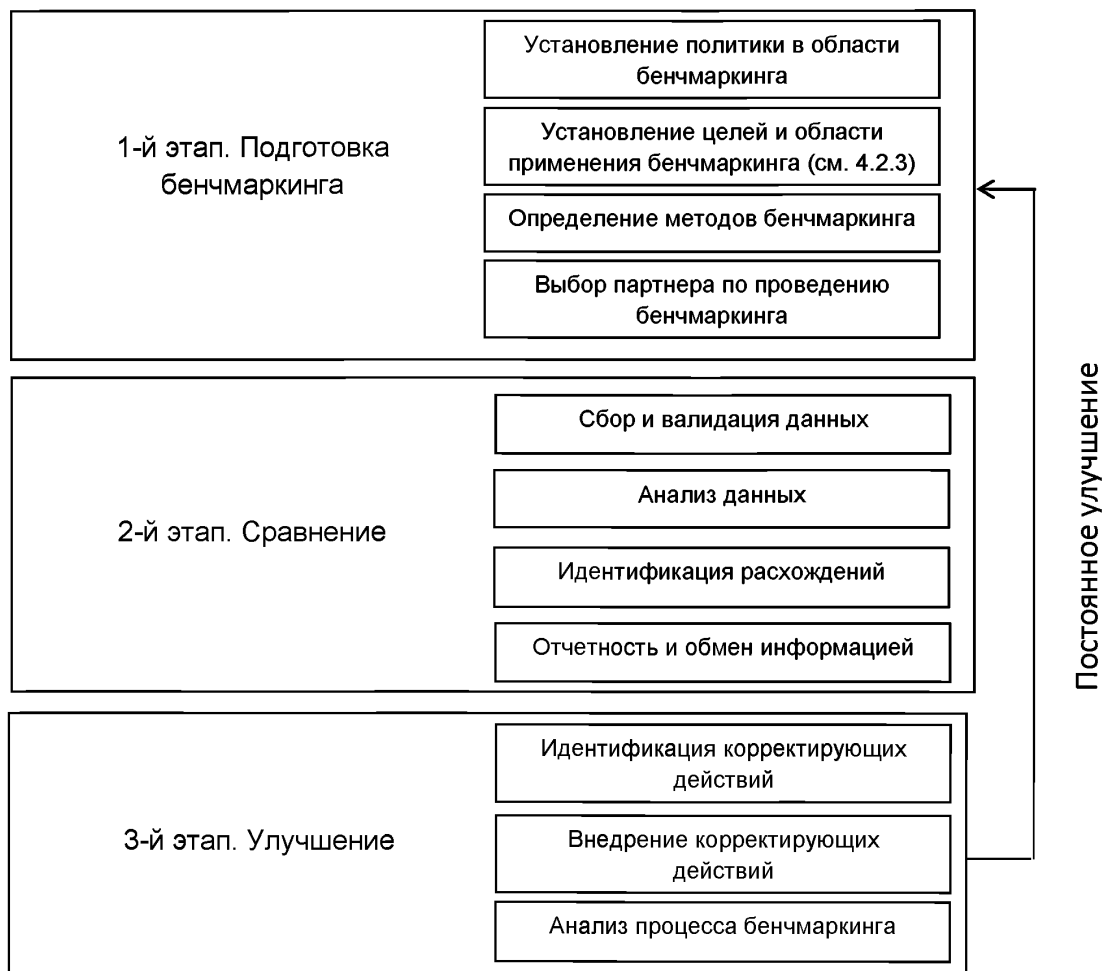 Установление политики в области
бенчмаркинга
1-й этап. Подготовка
бенчмаркинга
Установление целей и области
применения бенчмаркинга (см. 4.2.3)
Определение методов бенчмаркинга
Выбор партнера по проведению
бенчмаркинга
2-й этап. Сравнение
Сбор и валидация данных
Анализ данных
Идентификация расхождений
Отчетность и обмен информацией
3-й этап. Улучшение
Идентификация корректирующих
действий
Внедрение корректирующих
действий
Анализ процесса бенчмаркинга
Постоянное улучшение